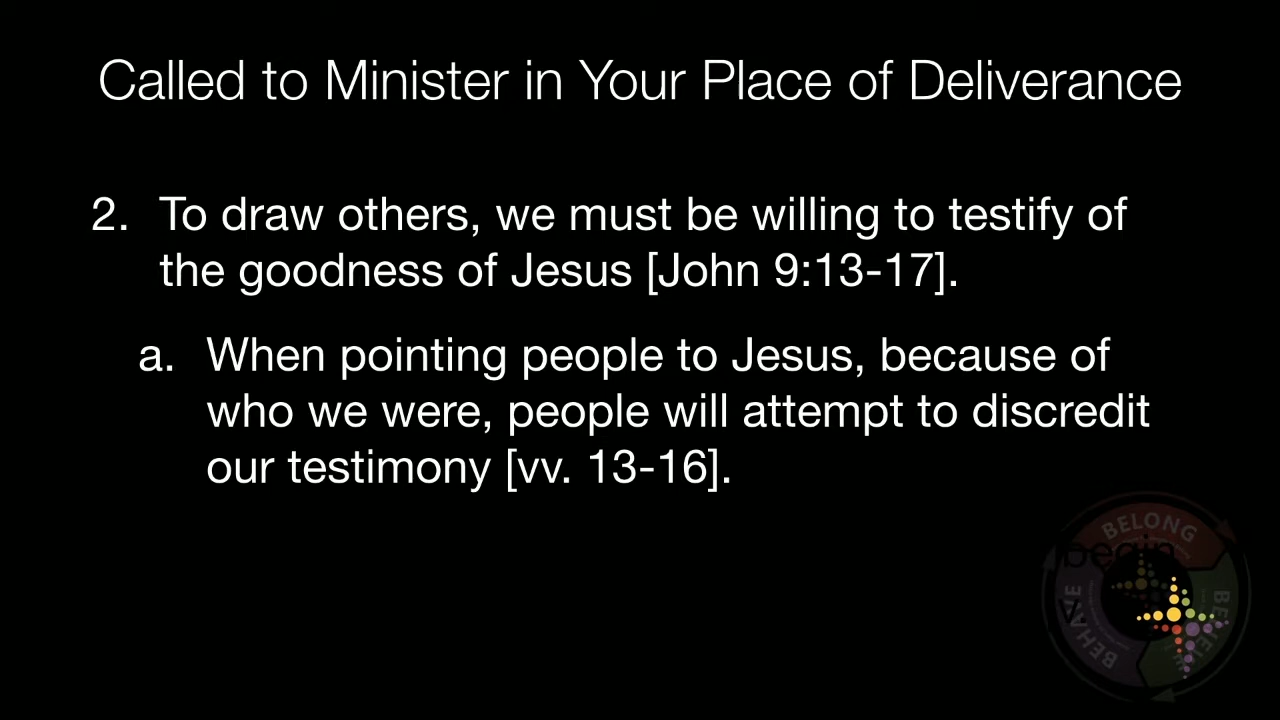 Called to Minister in Your Place of Deliverance
2. To draw others, we must be willing to testify of
the goodness of Jesus [John 9:13-17].
a. When pointing people to Jesus, because of
who we were, people will attempt to discredit
our testimony [vv. 13-16].
BELONG
begin
v.
BEHAVE